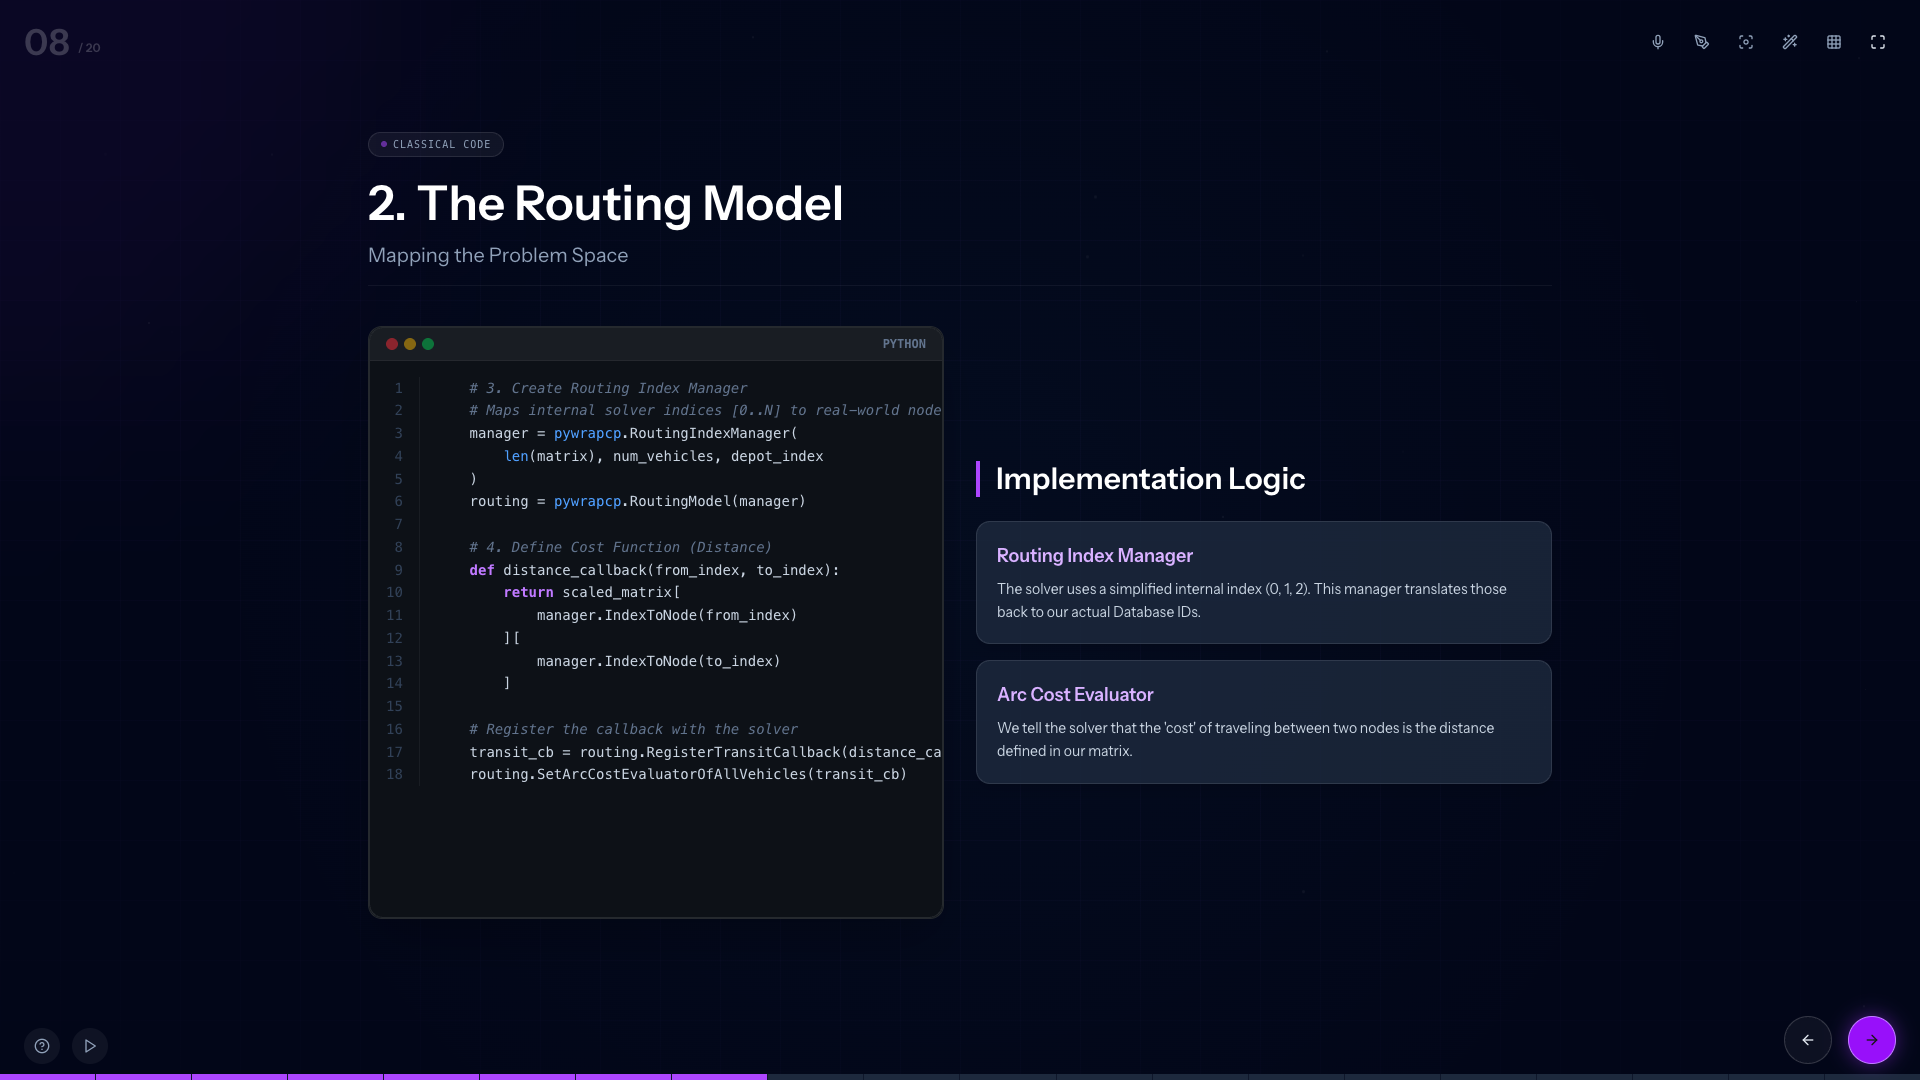 08 / 20
CLASSICAL CODE
2. The Routing Model
Mapping the Problem Space
PYTHON
1 # 3. Create Routing Index Manager
2 # Maps internal solver indices [0..N] to real-world node
3 manager = pywrapcp.RoutingIndexManager(
4 len(matrix), num_vehicles, depot_index
5 )
6 routing = pywrapcp.RoutingModel(manager)
7
8 # 4. Define Cost Function (Distance)
9 def distance_callback(from_index, to_index):
10 return scaled_matrix[
11 manager.IndexToNode(from_index)
12 ][
13 manager.IndexToNode(to_index)
14 ]
15
16 # Register the callback with the solver
17 transit_cb = routing.RegisterTransitCallback(distance_ca
18 routing.SetArcCostEvaluatorOfAllVehicles(transit_cb)
Implementation Logic
Routing Index Manager
The solver uses a simplified internal index (0, 1, 2). This manager translates those
back to our actual Database IDs.
Arc Cost Evaluator
We tell the solver that the 'cost' of traveling between two nodes is the distance
defined in our matrix.